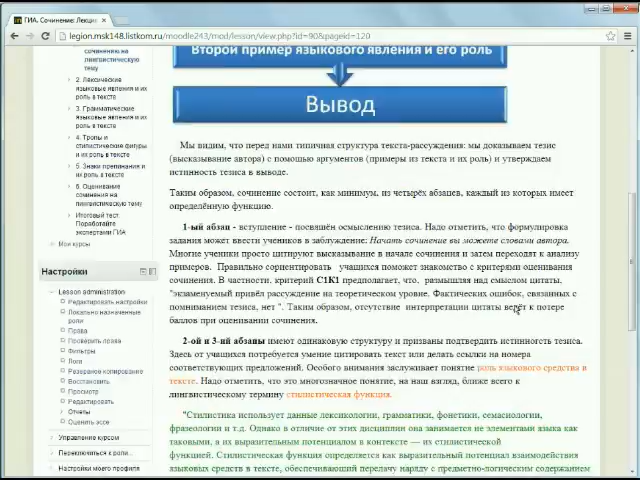 ГИА. Сочинение: Лекци
legion.msk148.listkom.ru/moodle243/mod/lesson/view.php?id=90&pageid=120
сочинению на
лингвистическую
тему
2. Лексические
языковые явления и их
роль в тексте
3. Грамматические
языковые явления и их
роль в тексте
4. Тропы и
стилистические фигуры
и их роль в тексте
5. Знаки препинания и
их роль в тексте
6. Оценивание
сочинения на
лингвистическую тему
Итоговый тест.
Поработайте
экспертами ГИА
Мои курсы
Настройки
Lesson administration
Редактировать настройки
Локально назначенные
роли
Права
Проверить права
Фильтры
Логи
Резервное копирование
Восстановить
Просмотр
Редактировать
Отчеты
Оценить эссе
Управление курсом
Переключиться к роли...
Настройки моего профиля
Второй пример языкового явления и его роль
Вывод
Мы видим, что перед нами типичная структура текста-рассуждения: мы доказываем тезис
(высказывание автора) с помощью аргументов (примеры из текста и их роль) и утверждаем
истинность тезиса в выводе.
Таким образом, сочинение состоит, как минимум, из четырёх абзацев, каждый из которых имеет
определённую функцию.
1-ый абзац - вступление - посвящён осмыслению тезиса. Надо отметить, что формулировка
задания может ввести учеников в заблуждение: Начать сочинение вы можете словами автора.
Многие ученики просто цитируют высказывание в начале сочинения и затем переходят к анализу
примеров. Правильно сориентировать учащихся поможет знакомство с критериями оценивания
сочинения. В частности, критерий С1К1 предполагает, что, размышляя над смыслом цитаты,
"экзаменуемый привёл рассуждение на теоретическом уровне. Фактических ошибок, связанных с
пониманием тезиса, нет ". Таким образом, отсутствие интерпретации цитаты ведёт к потере
баллов при оценивании сочинения.
2-ой и 3-ий абзацы имеют одинаковую структуру и призваны подтвердить истинность тезиса.
Здесь от учащихся потребуется умение цитировать текст или делать ссылки на номера
соответствующих предложений. Особого внимания заслуживает понятие роль языкового средства в
тексте. Надо отметить, что это многозначное понятие, на наш взгляд, ближе всего к
лингвистическому термину стилистическая функция.
"Стилистика использует данные лексикологии, грамматики, фонетики, семасиологии,
фразеологии и т.д. Однако в отличие от этих дисциплин она занимается не элементами языка как
таковыми, а их выразительным потенциалом в контексте — их стилистической
функцией. Стилистическая функция определяется как выразительный потенциал взаимодействия
языковых средств в тексте, обеспечивающий передачу наряду с предметно-логическим содержанием